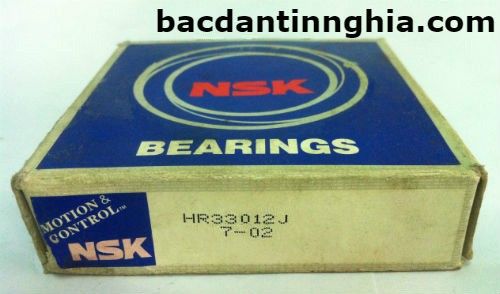 bacdantinnghia.com
NSK
BEARINGS
MOTION &
CONTROL™
NSK
HR33012J
7-02